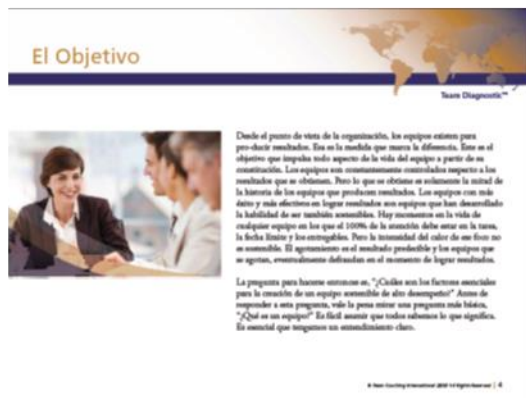 El Objetivo
Team Diagnostic™
Desde el punto de vista de la organización, los equipos existen para
pro-ducir resultados. Esa es la medida que marca la diferencia. Este es el
objetivo que impulsa todo aspecto de la vida del equipo a partir de su
constitución. Los equipos son constantemente controlados respecto a los
resultados que se obtienen. Pero lo que se obtiene es solamente la mitad de
la historia de los equipos que producen resultados. Los equipos con más
éxito y más efectivos en lograr resultados son equipos que han desarrollado
la habilidad de ser también sostenibles. Hay momentos en la vida de
cualquier equipo en los que el 100% de la atención debe estar en la tarea,
la fecha límite y los entregables. Pero la intensidad del calor de ese foco no
es sostenible. El agotamiento es el resultado predecible y los equipos que
se agotan, eventualmente defraudan en el momento de lograr resultados.
La pregunta para hacerse entonces es, "¿Cuáles son los factores esenciales
para la creación de un equipo sostenible de alto desempeño?" Antes de
responder a esta pregunta, vale la pena mirar una pregunta más básica,
"¿Qué es un equipo?" Es fácil asumir que todos sabemos lo que significa.
Es esencial que tengamos un entendimiento claro.
© Team Coaching International All Rights Reserved | 4